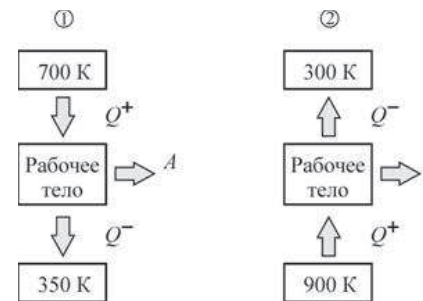 ① ②
700 К 300 К
Q⁺ Q⁻
Рабочее Рабочее
тело A тело
Q⁻ Q⁺
350 К 900 К